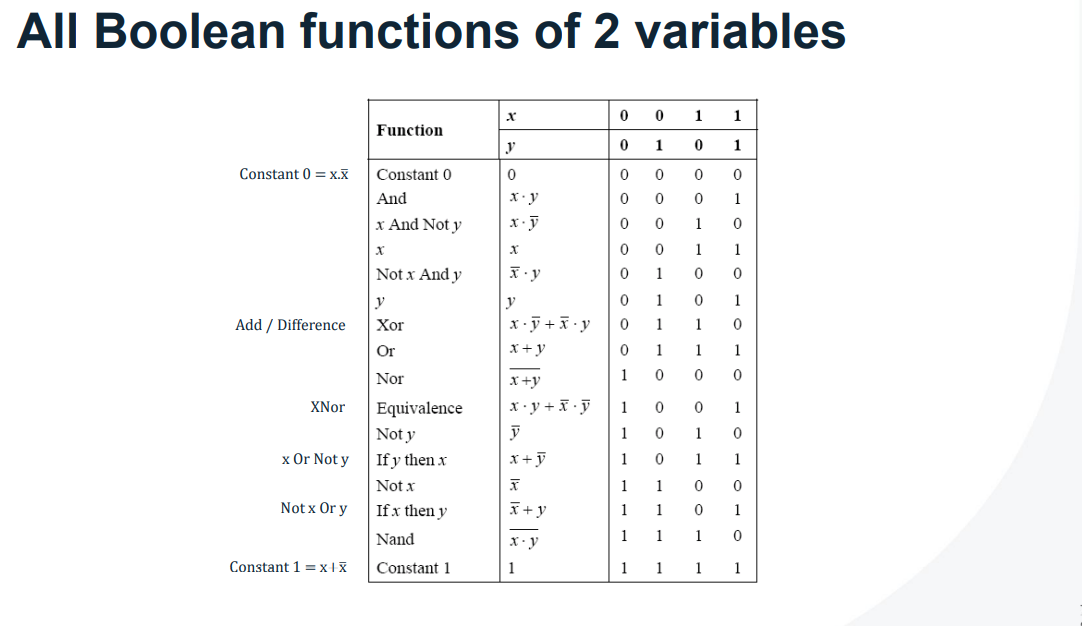 All Boolean functions of 2 variables
Function x 0 0 1 1
y 0 1 0 1
Constant 0 = x.x̅ Constant 0 0 0 0 0 0
And x · y 0 0 0 1
x And Not y x · y̅ 0 0 1 0
x x 0 0 1 1
Not x And y x̅ · y 0 1 0 0
y y 0 1 0 1
Add / Difference Xor x · y̅ + x̅ · y 0 1 1 0
Or x + y 0 1 1 1
Nor x̅ ̅+̅ ̅y̅ 1 0 0 0
XNor Equivalence x · y + x̅ · y̅ 1 0 0 1
Not y y̅ 1 0 1 0
x Or Not y If y then x x + y̅ 1 0 1 1
Not x x̅ 1 1 0 0
Not x Or y If x then y x̅ + y 1 1 0 1
Nand x̅ ̅·̅ ̅y̅ 1 1 1 0
Constant 1 = x+x̅ Constant 1 1 1 1 1 1